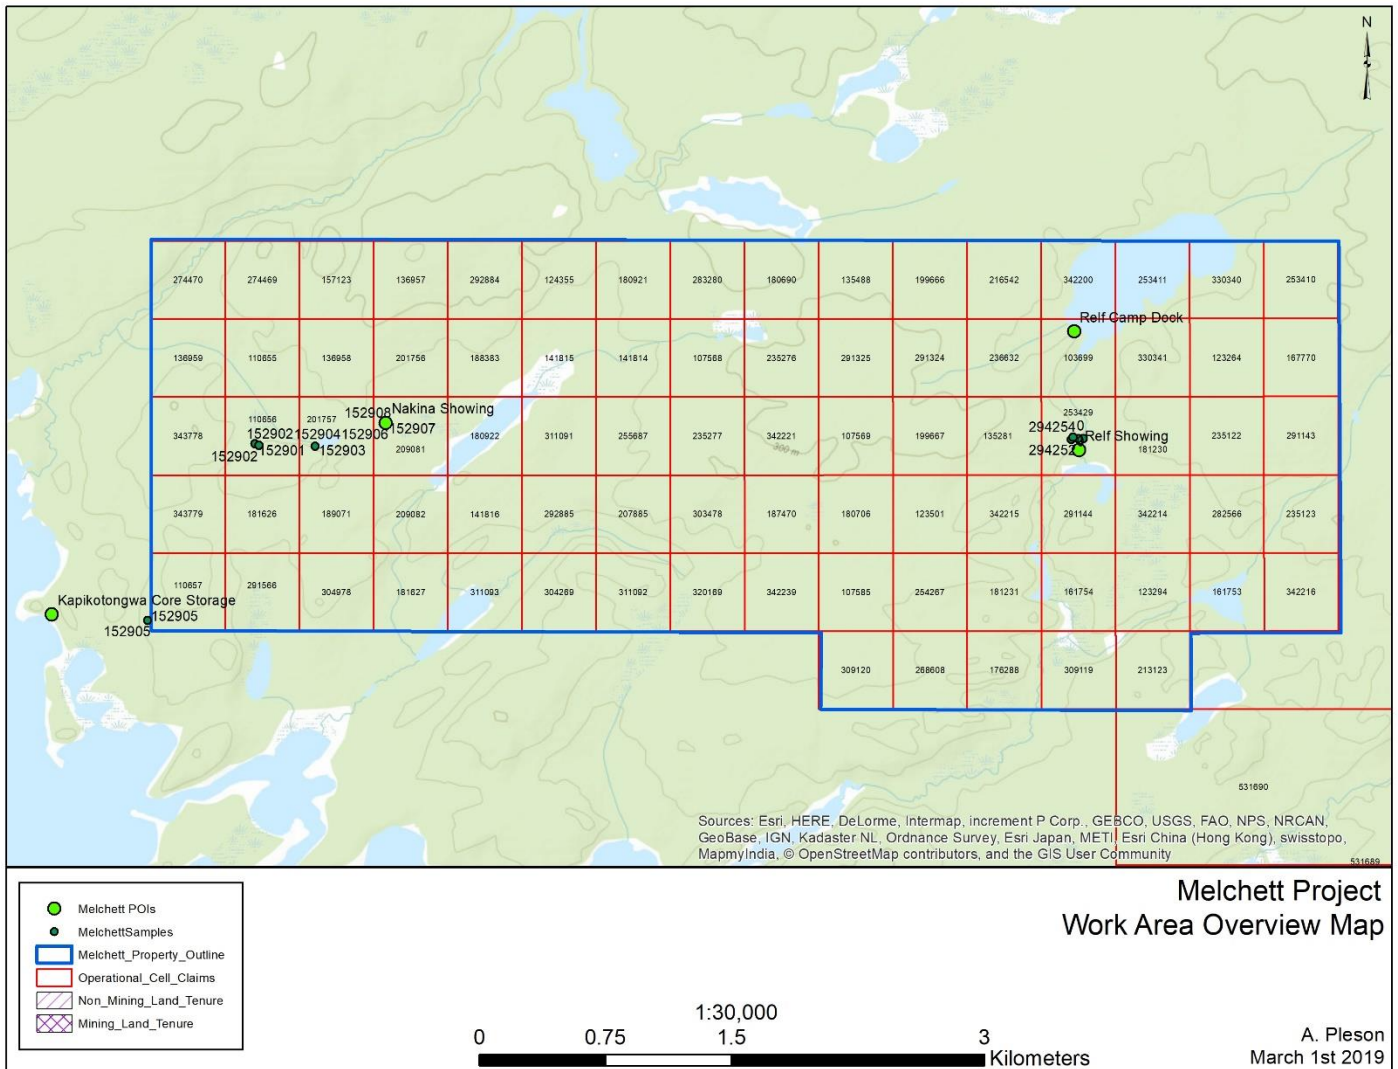 N
274470 274469 157123 136957 292884 124355 180921 283280 180690 135488 199666 216542 342200 253411 330340 253410
Relf Camp Dock
136959 110655 136958 201756 188383 141815 141814 107568 235276 291325 291324 236632 103699 330341 123264 167770
152908 Nakina Showing
110656 201757 253429
152902 152904 152906 152907 294254 0 Relf Showing
343778 180922 311091 255687 235277 342221 107569 199667 135281 235122 291143
152902 152901 152903 209081 300 m 294252 181230
343779 181626 189071 209082 141816 292885 207885 303478 187470 180706 123501 342215 291144 342214 282566 235123
110657 291566 304978 181627 311093 304269 311092 320169 342239 107585 254267 181231 161754 123294 161753 342216
Kapikotongwa Core Storage
152905
152905
309120 268608 176288 309119 213123
531690
Sources: Esri, HERE, DeLorme, Intermap, increment P Corp., GEBCO, USGS, FAO, NPS, NRCAN,
GeoBase, IGN, Kadaster NL, Ordnance Survey, Esri Japan, METI, Esri China (Hong Kong), swisstopo,
MapmyIndia, © OpenStreetMap contributors, and the GIS User Community
531689
Melchett POIs
MelchettSamples
Melchett_Property_Outline
Operational_Cell_Claims
Non_Mining_Land_Tenure
Mining_Land_Tenure
Melchett Project
Work Area Overview Map
1:30,000
0 0.75 1.5 3
Kilometers
A. Pleson
March 1st 2019